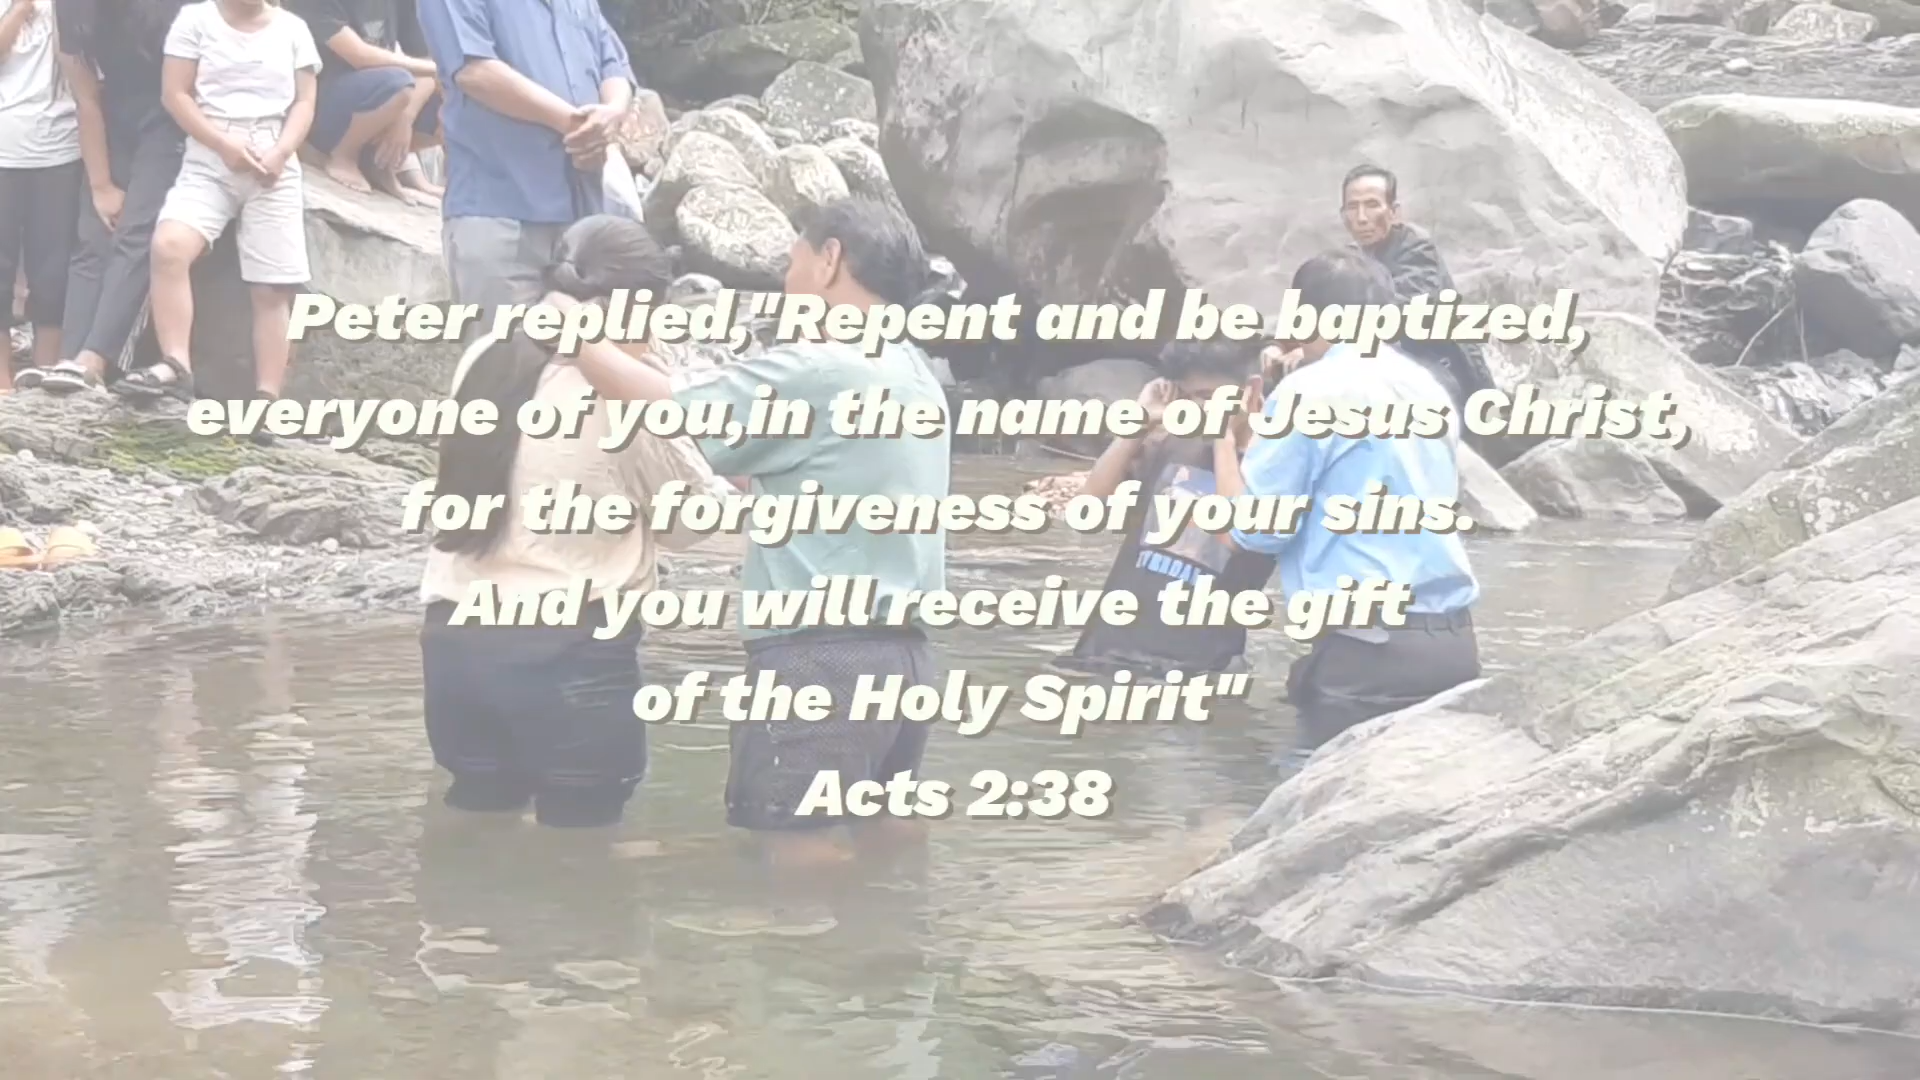 Peter replied,"Repent and be baptized,
everyone of you,in the name of Jesus Christ,
for the forgiveness of your sins.
And you will receive the gift
of the Holy Spirit"
Acts 2:38